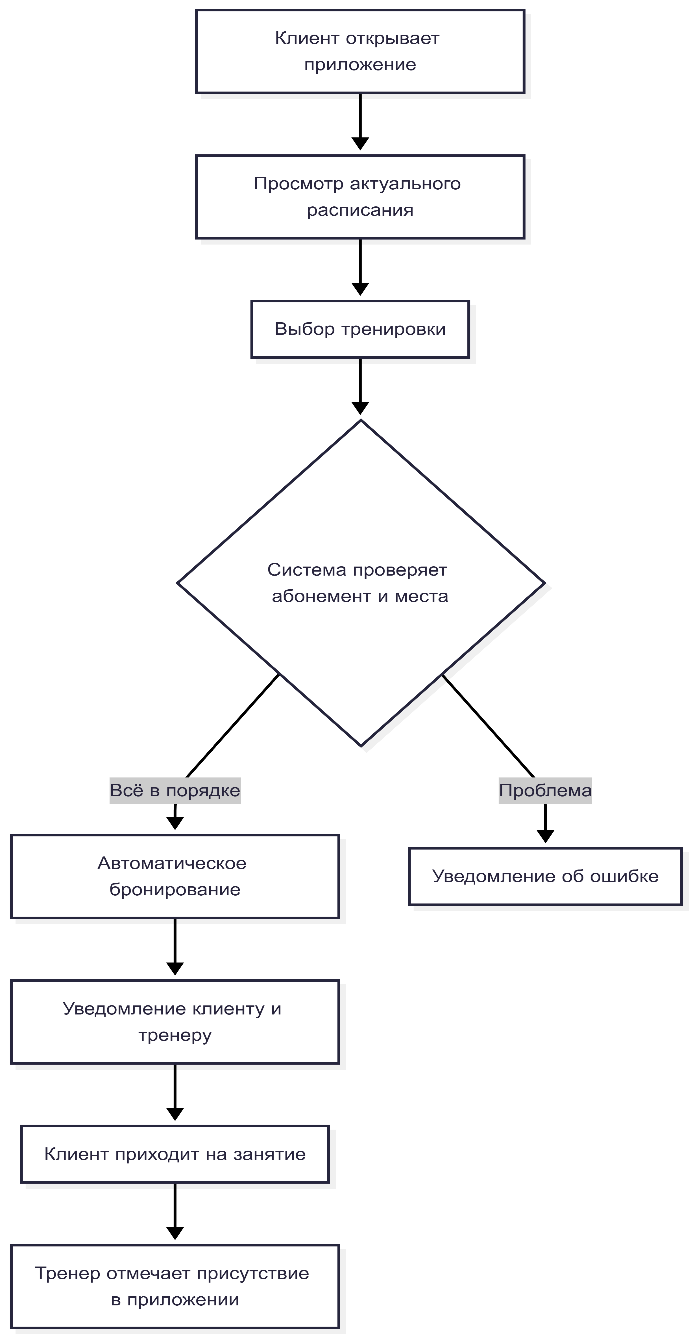 Клиент открывает
приложение
Просмотр актуального
расписания
Выбор тренировки
Система проверяет
абонемент и места
Всё в порядке
Проблема
Автоматическое
бронирование
Уведомление об ошибке
Уведомление клиенту и
тренеру
Клиент приходит на занятие
Тренер отмечает присутствие
в приложении